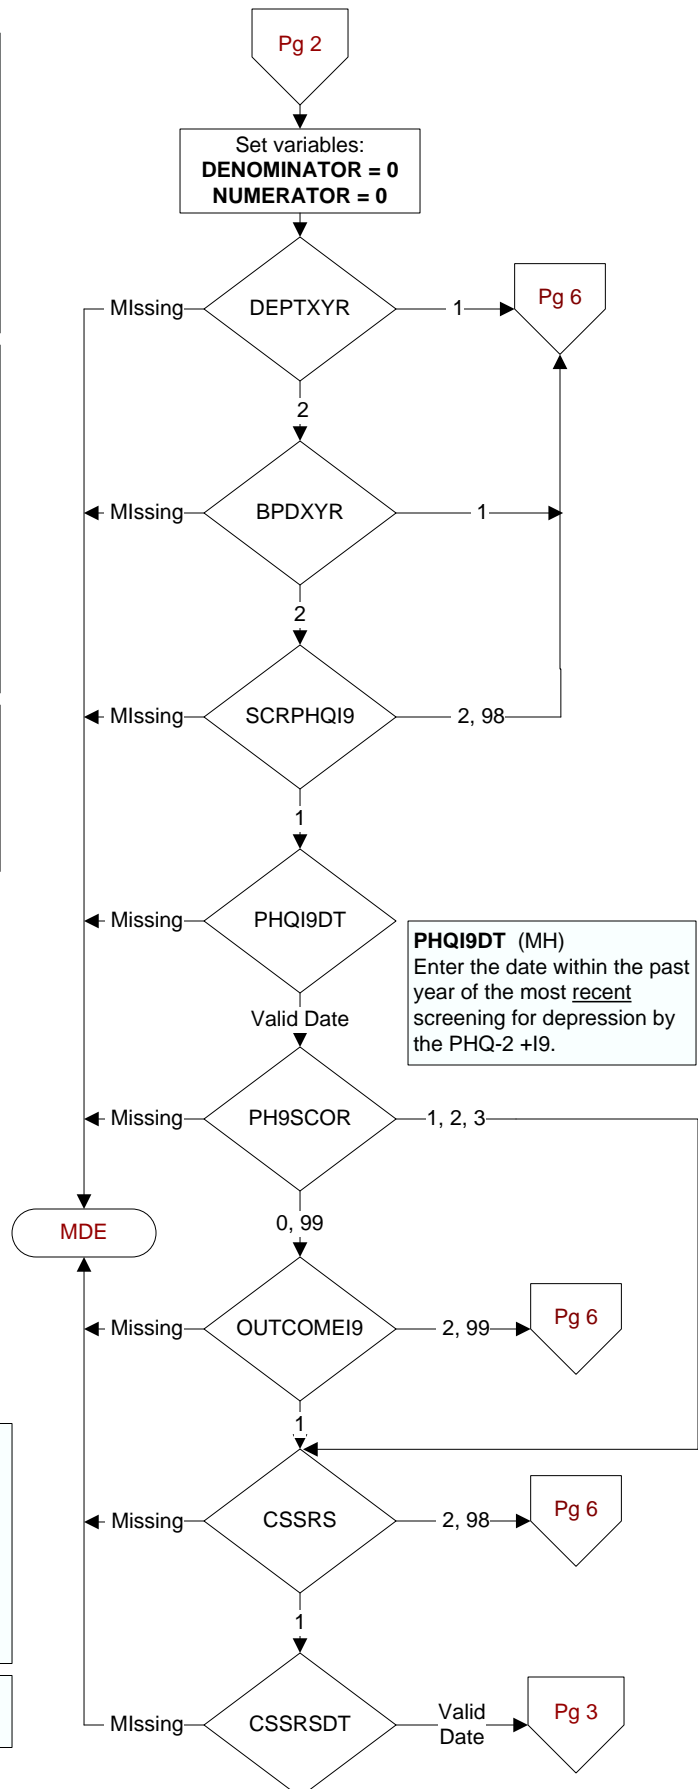 Pg 2
Set variables:
DENOMINATOR = 0
NUMERATOR = 0
MIssing
DEPTXYR
1
Pg 6
2
MIssing
BPDXYR
1
2
MIssing
SCRPHQI9
2, 98
1
Missing
PHQI9DT
PHQI9DT (MH)
Enter the date within the past
year of the most recent
screening for depression by
the PHQ-2 +I9.
Valid Date
Missing
PH9SCOR
1, 2, 3
MDE
0, 99
Missing
OUTCOMEI9
2, 99
Pg 6
1
Missing
CSSRS
2, 98
Pg 6
1
MIssing
CSSRSDT
Valid
Date
Pg 3